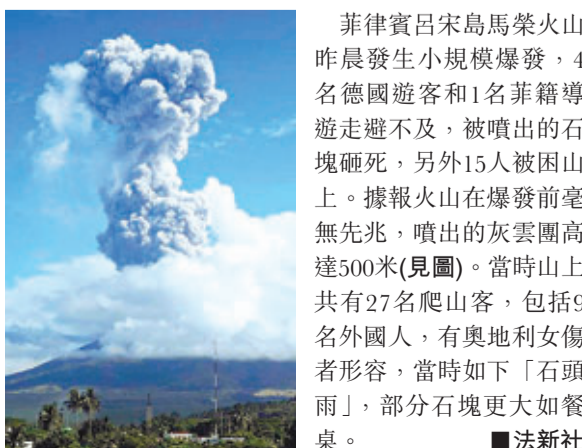 菲律賓呂宋島馬榮火山
昨晨發生小規模爆發，4
名德國遊客和1名菲籍導
遊走避不及，被噴出的石
塊砸死，另外15人被困山
上。據報火山在爆發前毫
無先兆，噴出的灰雲團高
達500米(見圖)。當時山上
共有27名爬山客，包括9
名外國人，有奧地利女傷
者形容，當時如下「石頭
雨」，部分石塊更大如餐
桌。 ■法新社